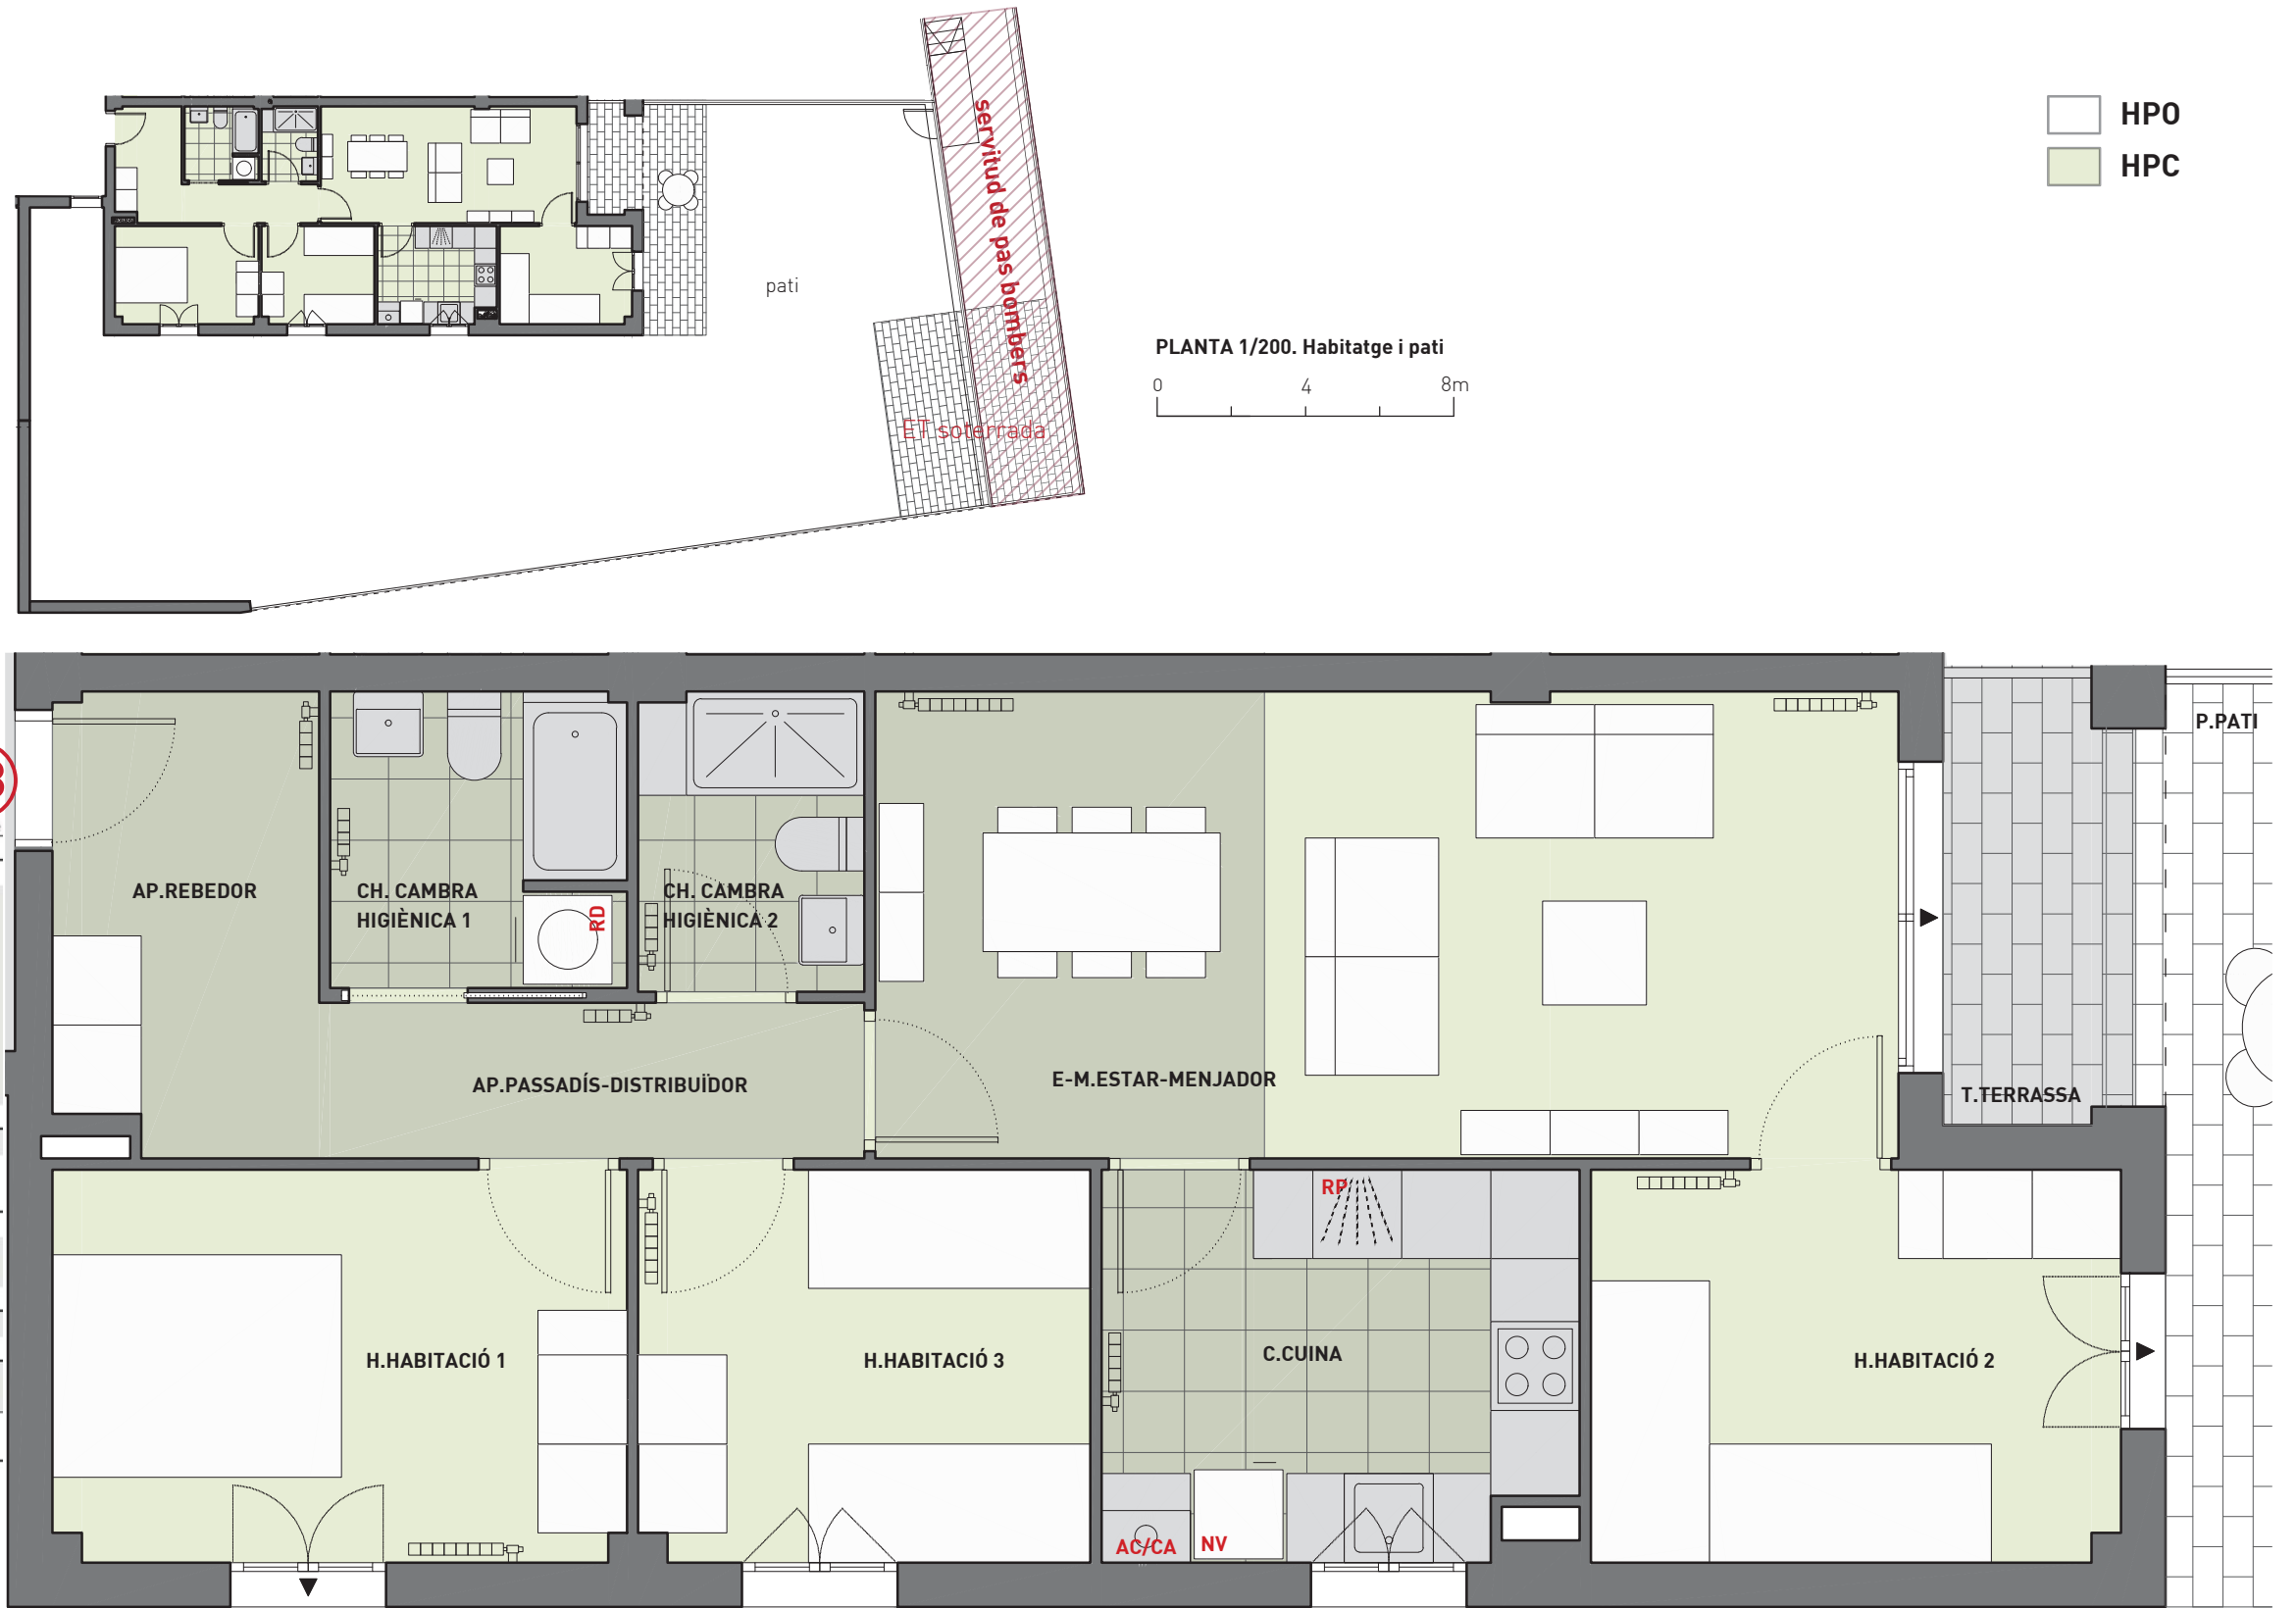 HPO
HPC
servitud de pas bombers
pati
PLANTA 1/200. Habitatge i pati
0 4 8m
ET soterrada
P.PATI
AP.REBEDOR
CH. CAMBRA
HIGIÈNICA 1
RD
CH. CAMBRA
HIGIÈNICA 2
AP.PASSADÍS-DISTRIBUÏDOR
E-M.ESTAR-MENJADOR
T.TERRASSA
RP
H.HABITACIÓ 1
H.HABITACIÓ 3
C.CUINA
H.HABITACIÓ 2
AC/CA
NV